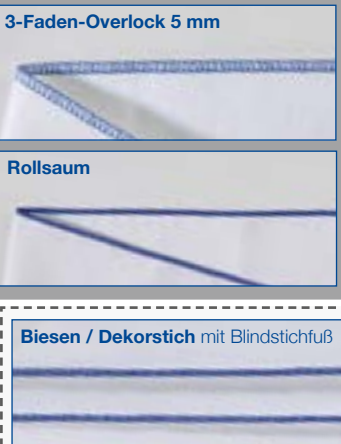 3-Faden-Overlock 5 mm
Rollsaum
Biesen / Dekorstich mit Blindstichfuß